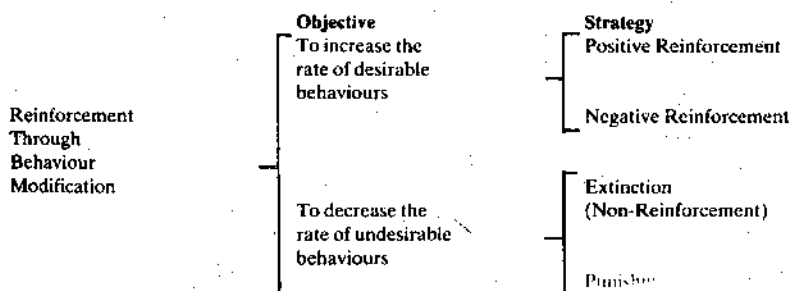 Objective
To increase the
rate of desirable
behaviours
Strategy
Positive Reinforcement
Negative Reinforcement
Reinforcement
Through
Behaviour
Modification
To decrease the
rate of undesirable
behaviours
Extinction
(Non-Reinforcement)